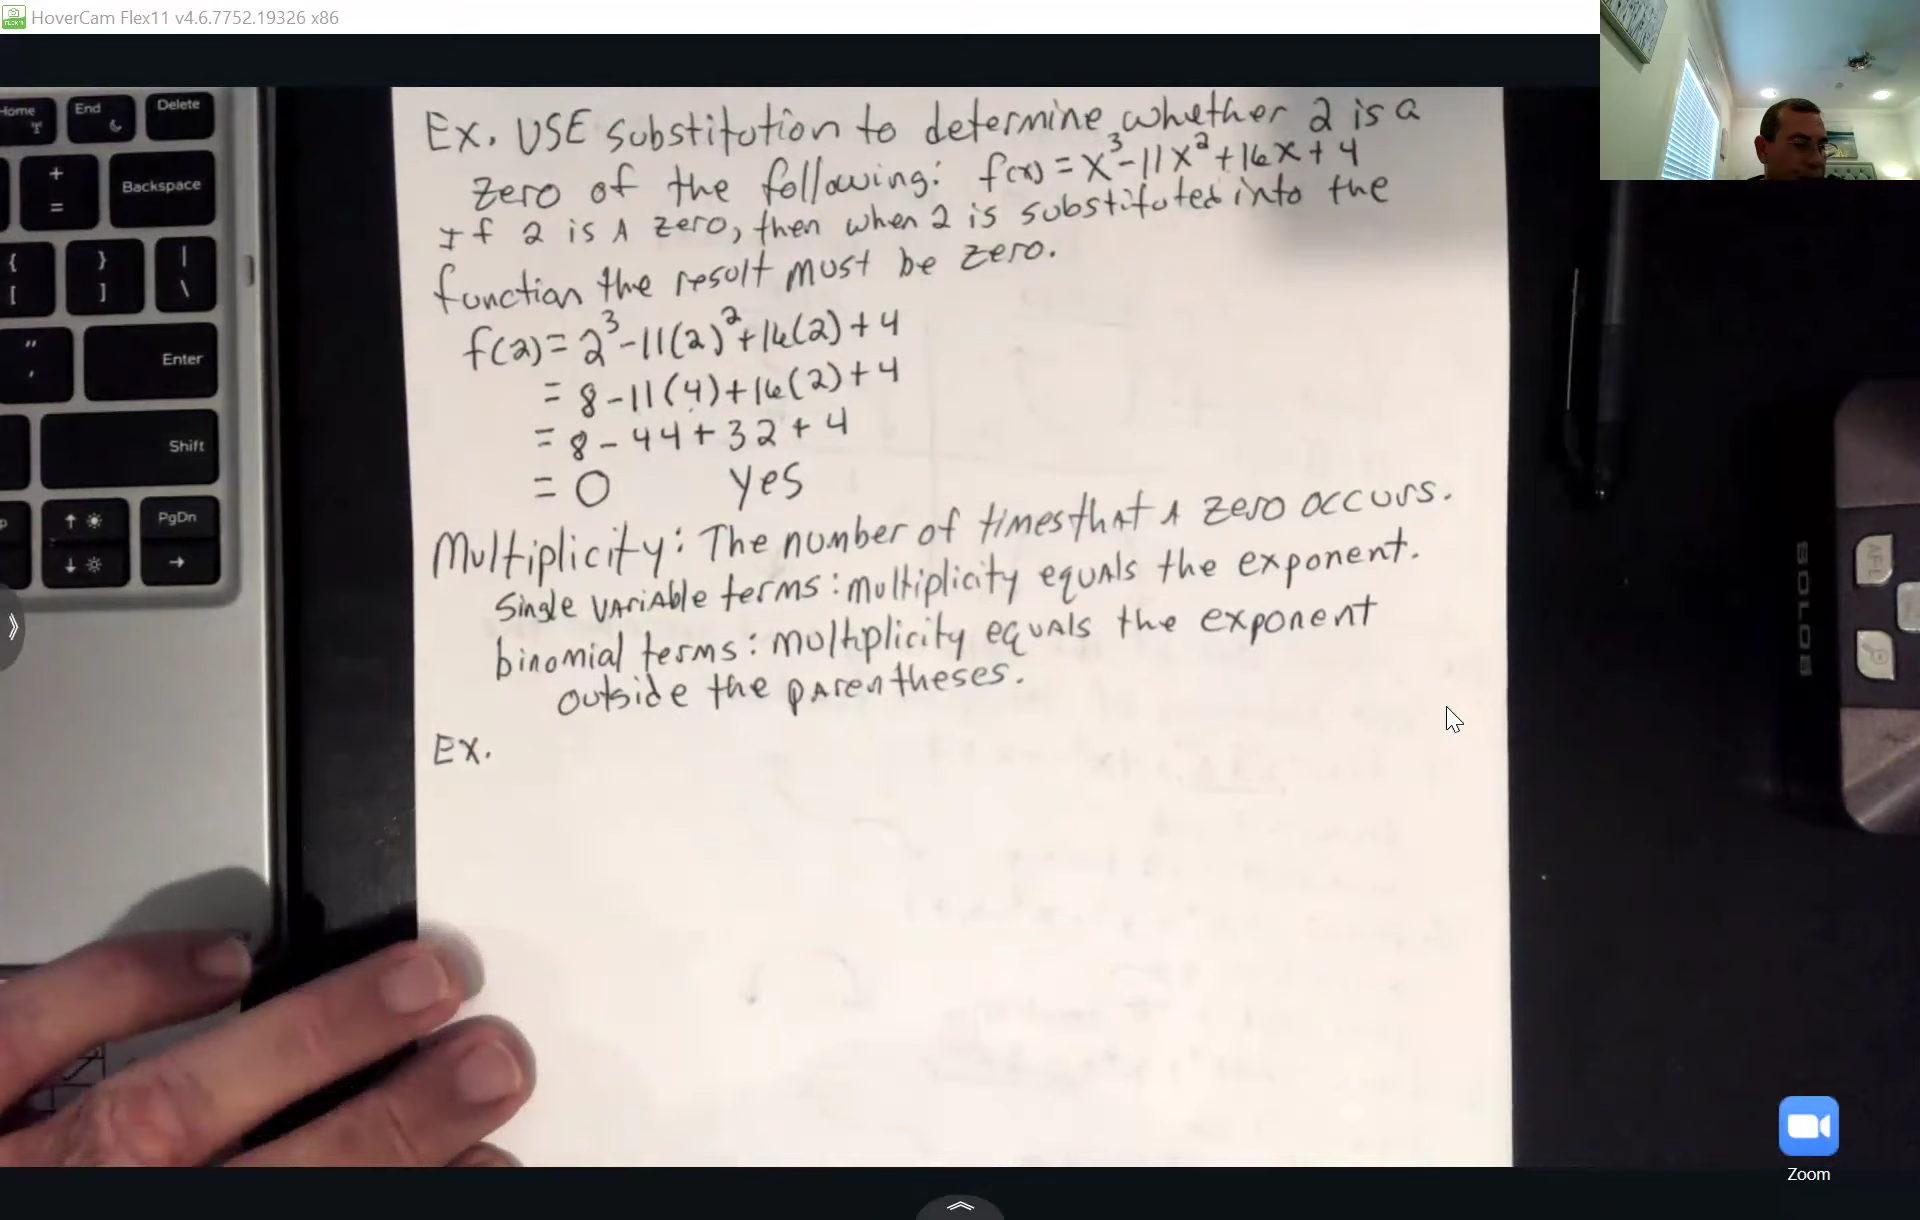 HoverCam Flex11 v4.6.7752.19326 x86
Home End Delete
+ = Backspace
{ [ } ] | \
" ' Enter
Shift
PgDn
Ex. USE substitution to determine whether 2 is a
zero of the following: f(x) = x³-11x²+16x+4
If 2 is A zero, then when 2 is substituted into the
function the result must be zero.
f(2)= 2³-11(2)²+16(2)+4
= 8-11(4)+16(2)+4
= 8-44+32+4
= 0 yes
Multiplicity: The number of times that A zero occurs.
Single variable terms: multiplicity equals the exponent.
binomial terms: multiplicity equals the exponent
outside the parentheses.
Ex.
Zoom